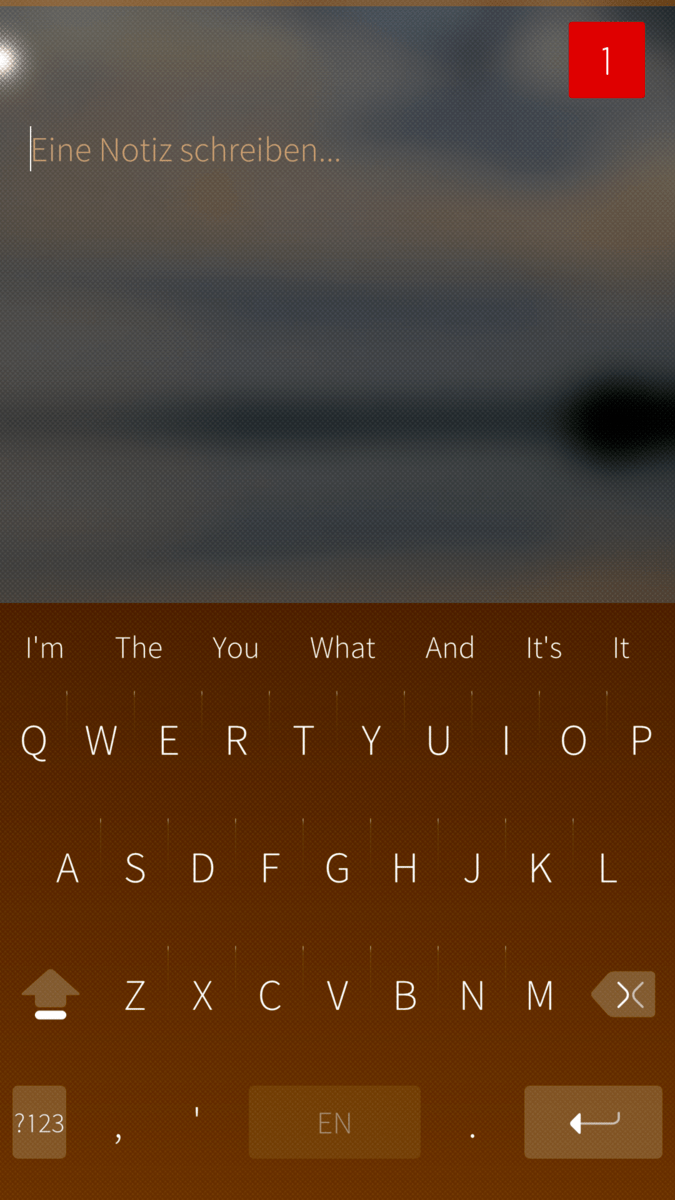 1
Eine Notiz schreiben...
I'm The You What And It's It
Q W E R T Y U I O P
A S D F G H J K L
Z X C V B N M
?123 , ' EN .